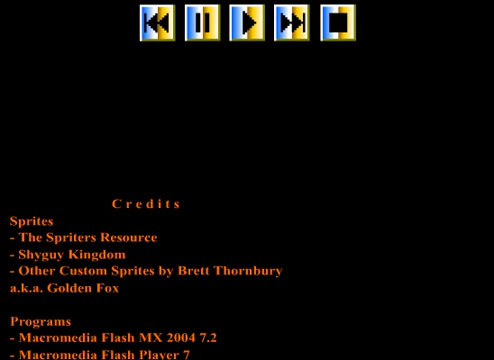 Credits
Sprites
- The Spriters Resource
- Shyguy Kingdom
- Other Custom Sprites by Brett Thornbury
a.k.a. Golden Fox
Programs
- Macromedia Flash MX 2004 7.2
- Macromedia Flash Player 7